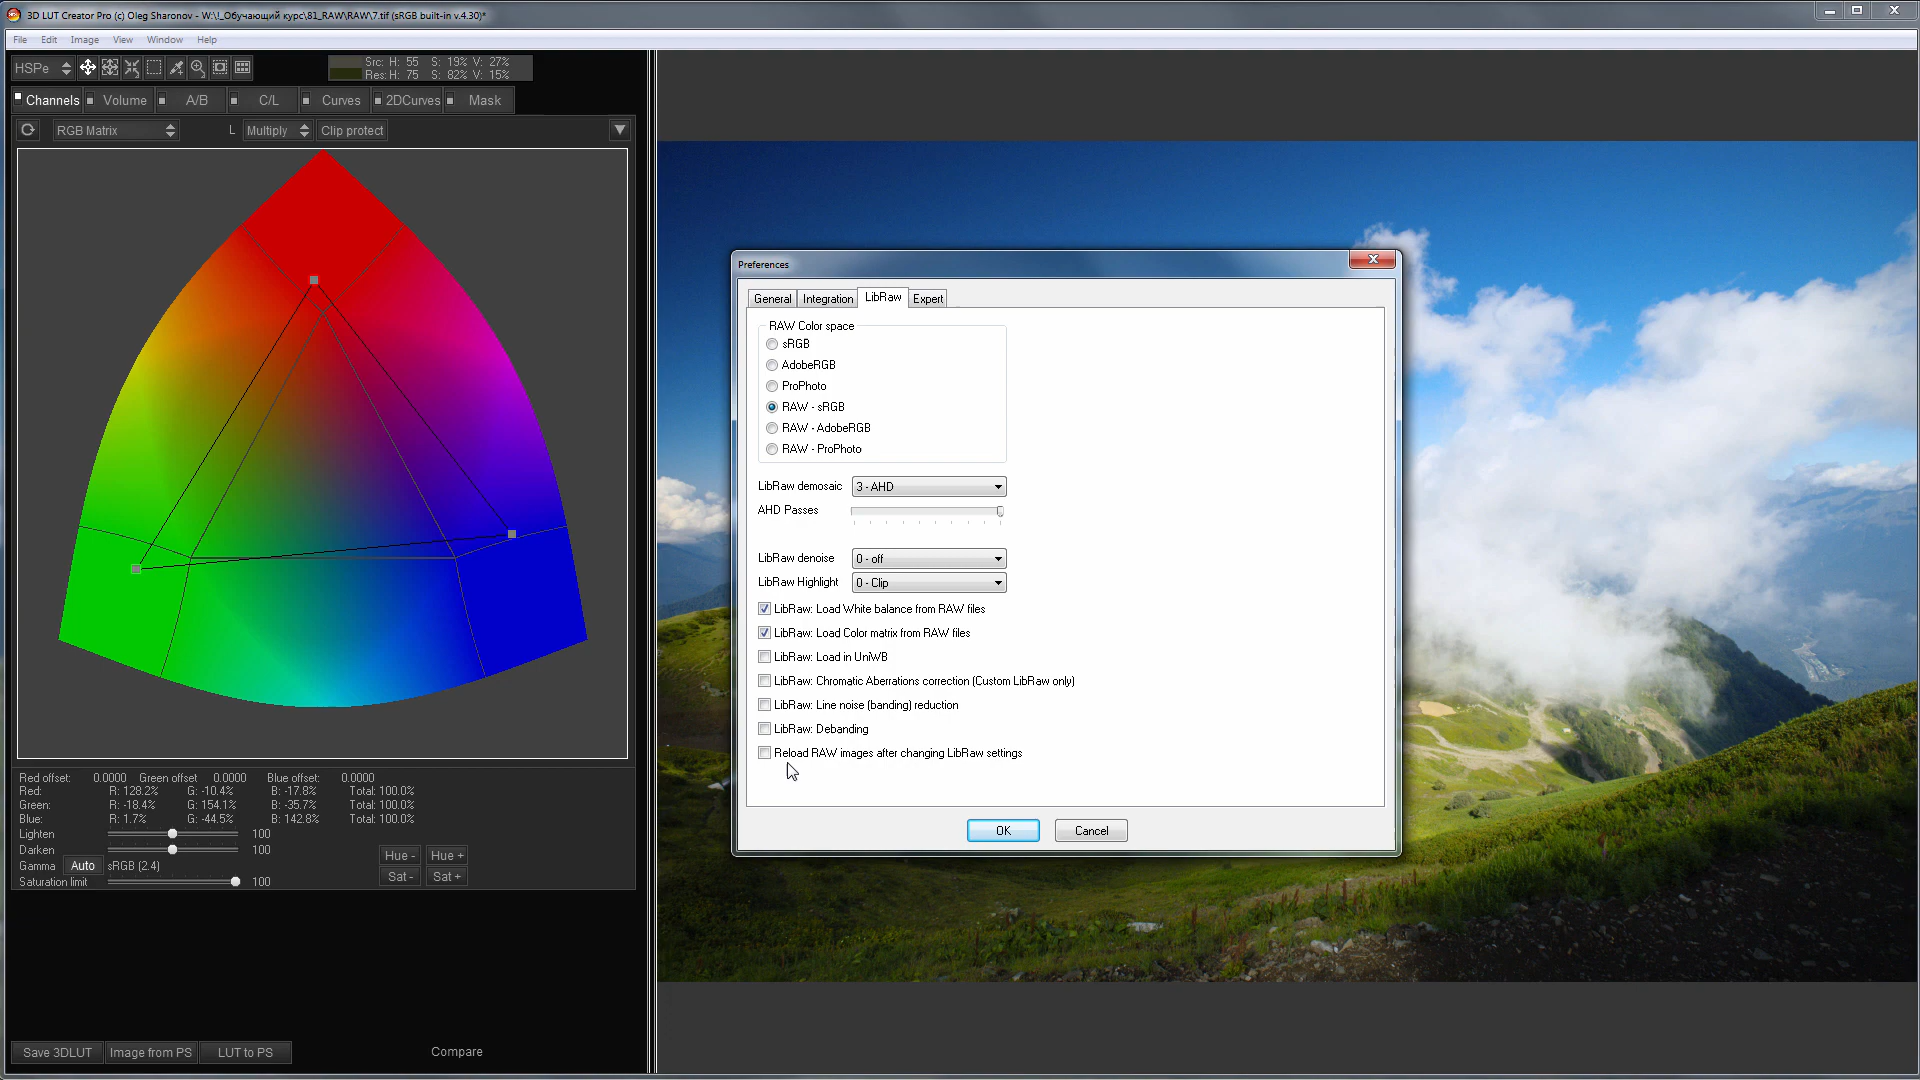 3D LUT Creator Pro (c) Oleg Sharonov - W:\!_Обучающий курс\81_RAW\RAW\7.tif (sRGB built-in v.4.30)*
File Edit Image View Window Help
HSPe
Src: H: 55 S: 19% V: 27%
Res: H: 75 S: 82% V: 15%
Channels Volume A/B C/L Curves 2DCurves Mask
RGB Matrix L Multiply Clip protect
Preferences
General Integration LibRaw Expert
RAW Color space
sRGB
AdobeRGB
ProPhoto
RAW - sRGB
RAW - AdobeRGB
RAW - ProPhoto
LibRaw demosaic 3 - AHD
AHD Passes
LibRaw denoise 0 - off
LibRaw Highlight 0 - Clip
LibRaw: Load White balance from RAW files
LibRaw: Load Color matrix from RAW files
LibRaw: Load in UniWB
LibRaw: Chromatic Aberrations correction (Custom LibRaw only)
LibRaw: Line noise (banding) reduction
LibRaw: Debanding
Reload RAW images after changing LibRaw settings
OK Cancel
Red offset: 0.0000 Green offset 0.0000 Blue offset: 0.0000
Red: R: 128.2% G: -10.4% B: -17.8% Total: 100.0%
Green: R: -18.4% G: 154.1% B: -35.7% Total: 100.0%
Blue: R: 1.7% G: -44.5% B: 142.8% Total: 100.0%
Lighten 100
Darken 100
Gamma Auto sRGB (2.4) Hue - Hue +
Saturation limit 100 Sat - Sat +
Save 3DLUT Image from PS LUT to PS Compare